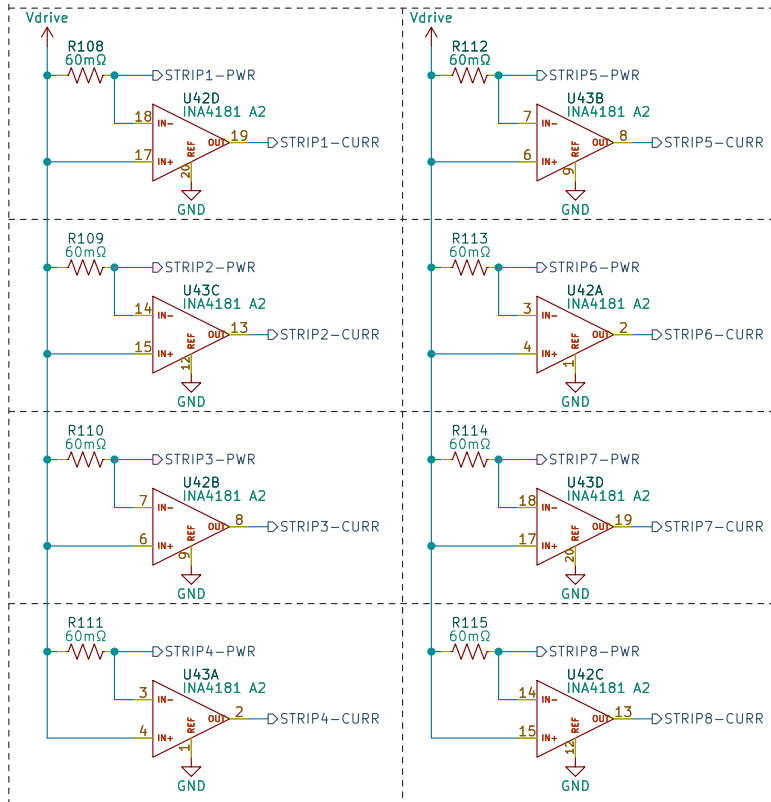 Vdrive
R108
60mΩ
STRIP1-PWR
U42D
INA4181 A2
18
IN-
17
IN+
REF
OUT
19
20
STRIP1-CURR
GND
R109
60mΩ
STRIP2-PWR
U43C
INA4181 A2
14
IN-
15
IN+
REF
OUT
13
12
STRIP2-CURR
GND
R110
60mΩ
STRIP3-PWR
U42B
INA4181 A2
7
IN-
6
IN+
REF
OUT
8
9
STRIP3-CURR
GND
R111
60mΩ
STRIP4-PWR
U43A
INA4181 A2
3
IN-
4
IN+
REF
OUT
2
1
STRIP4-CURR
GND
Vdrive
R112
60mΩ
STRIP5-PWR
U43B
INA4181 A2
7
IN-
6
IN+
REF
OUT
8
9
STRIP5-CURR
GND
R113
60mΩ
STRIP6-PWR
U42A
INA4181 A2
3
IN-
4
IN+
REF
OUT
2
1
STRIP6-CURR
GND
R114
60mΩ
STRIP7-PWR
U43D
INA4181 A2
18
IN-
17
IN+
REF
OUT
19
20
STRIP7-CURR
GND
R115
60mΩ
STRIP8-PWR
U42C
INA4181 A2
14
IN-
15
IN+
REF
OUT
13
12
STRIP8-CURR
GND